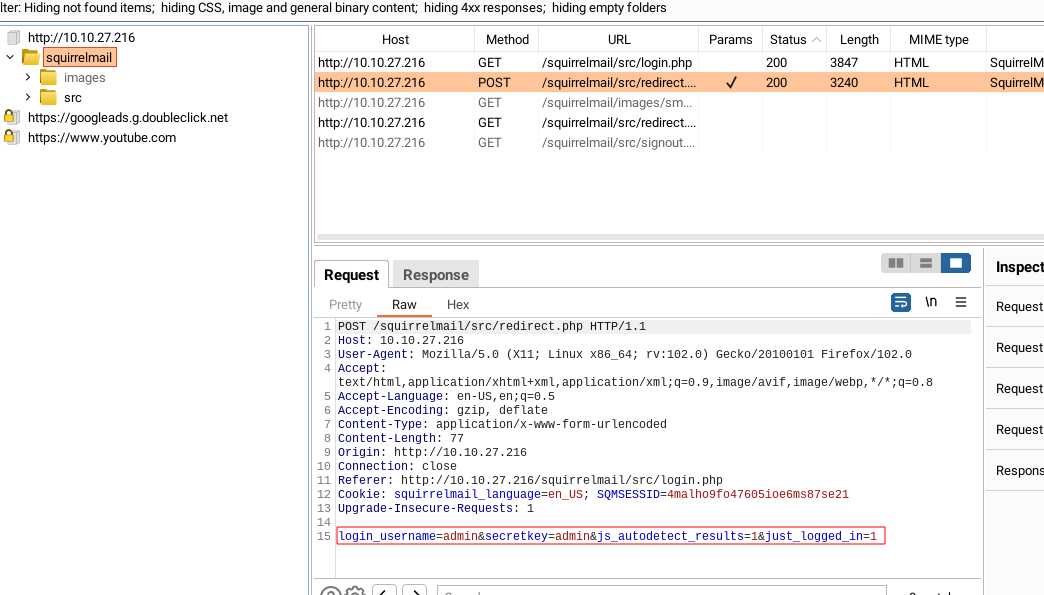 lter: Hiding not found items; hiding CSS, image and general binary content; hiding 4xx responses; hiding empty folders
http://10.10.27.216
squirrelmail
images
src
https://googleads.g.doubleclick.net
https://www.youtube.com
Host Method URL Params Status Length MIME type
http://10.10.27.216 GET /squirrelmail/src/login.php 200 3847 HTML SquirrelM
http://10.10.27.216 POST /squirrelmail/src/redirect.... ✓ 200 3240 HTML SquirrelM
http://10.10.27.216 GET /squirrelmail/images/sm...
http://10.10.27.216 GET /squirrelmail/src/redirect....
http://10.10.27.216 GET /squirrelmail/src/signout....
Request Response
Pretty Raw Hex \n
1 POST /squirrelmail/src/redirect.php HTTP/1.1
2 Host: 10.10.27.216
3 User-Agent: Mozilla/5.0 (X11; Linux x86_64; rv:102.0) Gecko/20100101 Firefox/102.0
4 Accept:
text/html,application/xhtml+xml,application/xml;q=0.9,image/avif,image/webp,*/*;q=0.8
5 Accept-Language: en-US,en;q=0.5
6 Accept-Encoding: gzip, deflate
7 Content-Type: application/x-www-form-urlencoded
8 Content-Length: 77
9 Origin: http://10.10.27.216
10 Connection: close
11 Referer: http://10.10.27.216/squirrelmail/src/login.php
12 Cookie: squirrelmail_language=en_US; SQMSESSID=4malho9fo47605ioe6ms87se21
13 Upgrade-Insecure-Requests: 1
14
15 login_username=admin&secretkey=admin&js_autodetect_results=1&just_logged_in=1
Inspect
Request
Request
Request
Request
Respons